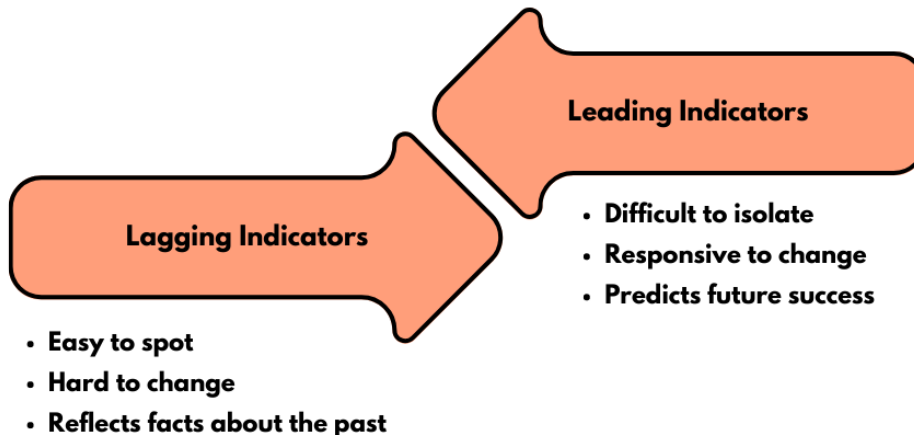 Leading Indicators
• Difficult to isolate
• Responsive to change
• Predicts future success
Lagging Indicators
• Easy to spot
• Hard to change
• Reflects facts about the past